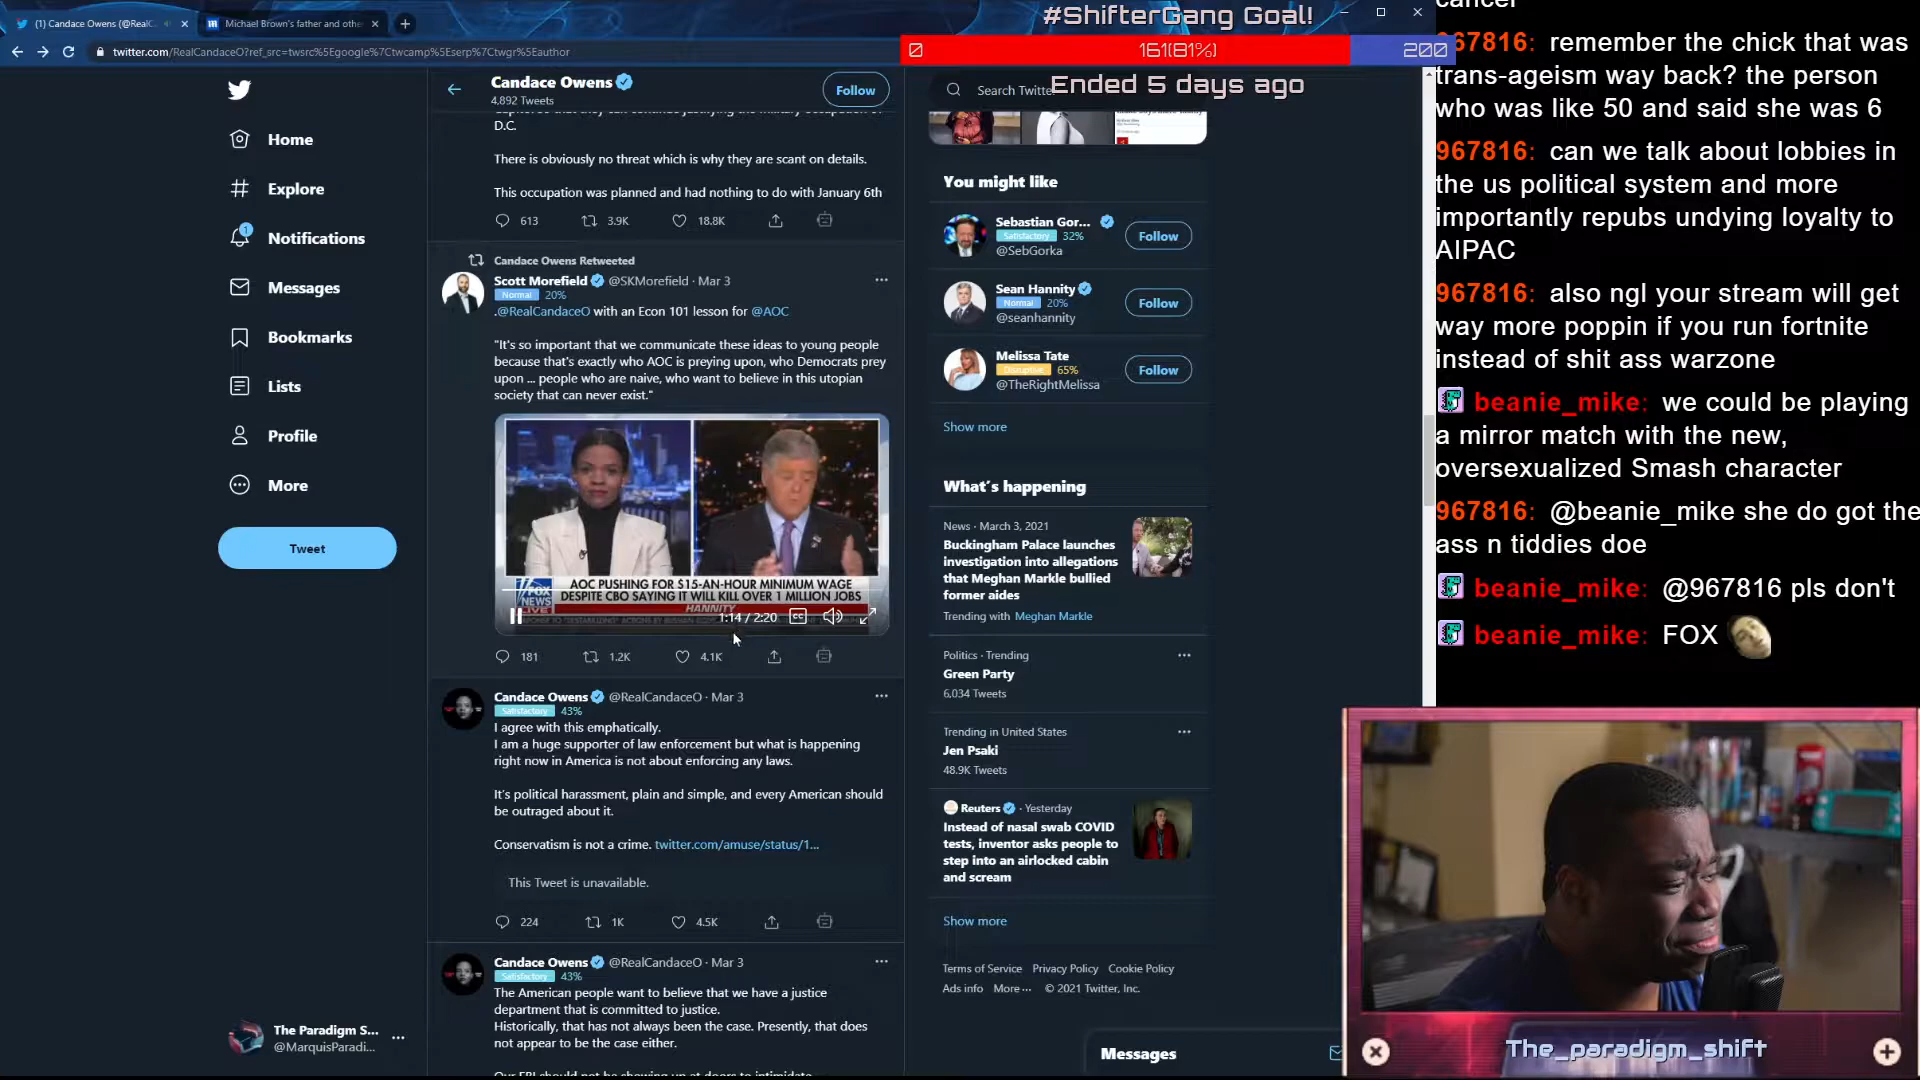 (1) Candace Owens (@RealC
Michael Brown's father and othe
twitter.com/RealCandaceO?ref_src=twsrc%5Egoogle%7Ctwcamp%5Eserp%7Ctwgr%5Eauthor
#ShifterGang Goal!
0 161(81%) 200
Ended 5 days ago
Home
Explore
1
Notifications
Messages
Bookmarks
Lists
Profile
More
Tweet
The Paradigm S...
@MarquisParadi...
Candace Owens
4,892 Tweets
Follow
D.C.
There is obviously no threat which is why they are scant on details.
This occupation was planned and had nothing to do with January 6th
613 3.9K 18.8K
Candace Owens Retweeted
Scott Morefield @SKMorefield · Mar 3
Normal 20%
.@RealCandaceO with an Econ 101 lesson for @AOC
"It's so important that we communicate these ideas to young people
because that's exactly who AOC is preying upon, who Democrats prey
upon ... people who are naive, who want to believe in this utopian
society that can never exist."
FOX
NEWS
LIVE
AOC PUSHING FOR $15-AN-HOUR MINIMUM WAGE
DESPITE CBO SAYING IT WILL KILL OVER 1 MILLION JOBS
HANNITY
1:14 / 2:20
181 1.2K 4.1K
Candace Owens @RealCandaceO · Mar 3
Satisfactory 43%
I agree with this emphatically.
I am a huge supporter of law enforcement but what is happening
right now in America is not about enforcing any laws.
It's political harassment, plain and simple, and every American should
be outraged about it.
Conservatism is not a crime. twitter.com/amuse/status/1...
This Tweet is unavailable.
224 1K 4.5K
Candace Owens @RealCandaceO · Mar 3
Satisfactory 43%
The American people want to believe that we have a justice
department that is committed to justice.
Historically, that has not always been the case. Presently, that does
not appear to be the case either.
Our FBI should not be showing up at doors to intimidate
Search Twitter
You might like
Sebastian Gor...
Satisfactory 32%
@SebGorka
Follow
Sean Hannity
Normal 20%
@seanhannity
Follow
Melissa Tate
Disruptive 65%
@TheRightMelissa
Follow
Show more
What's happening
News · March 3, 2021
Buckingham Palace launches
investigation into allegations
that Meghan Markle bullied
former aides
Trending with Meghan Markle
Politics · Trending
Green Party
6,034 Tweets
Trending in United States
Jen Psaki
48.9K Tweets
Reuters · Yesterday
Instead of nasal swab COVID
tests, inventor asks people to
step into an airlocked cabin
and scream
Show more
Terms of Service Privacy Policy Cookie Policy
Ads info More ··· © 2021 Twitter, Inc.
Messages
cancer
967816: remember the chick that was
trans-ageism way back? the person
who was like 50 and said she was 6
967816: can we talk about lobbies in
the us political system and more
importantly repubs undying loyalty to
AIPAC
967816: also ngl your stream will get
way more poppin if you run fortnite
instead of shit ass warzone
beanie_mike: we could be playing
a mirror match with the new,
oversexualized Smash character
967816: @beanie_mike she do got the
ass n tiddies doe
beanie_mike: @967816 pls don't
beanie_mike: FOX
The_paradigm_shift